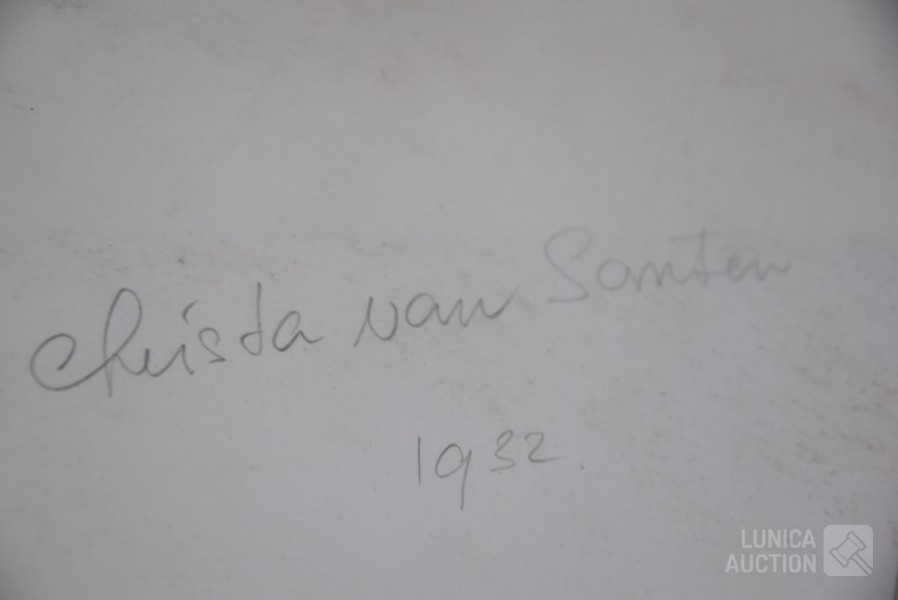 Christa van Santen
1932.
LUNICA
AUCTION